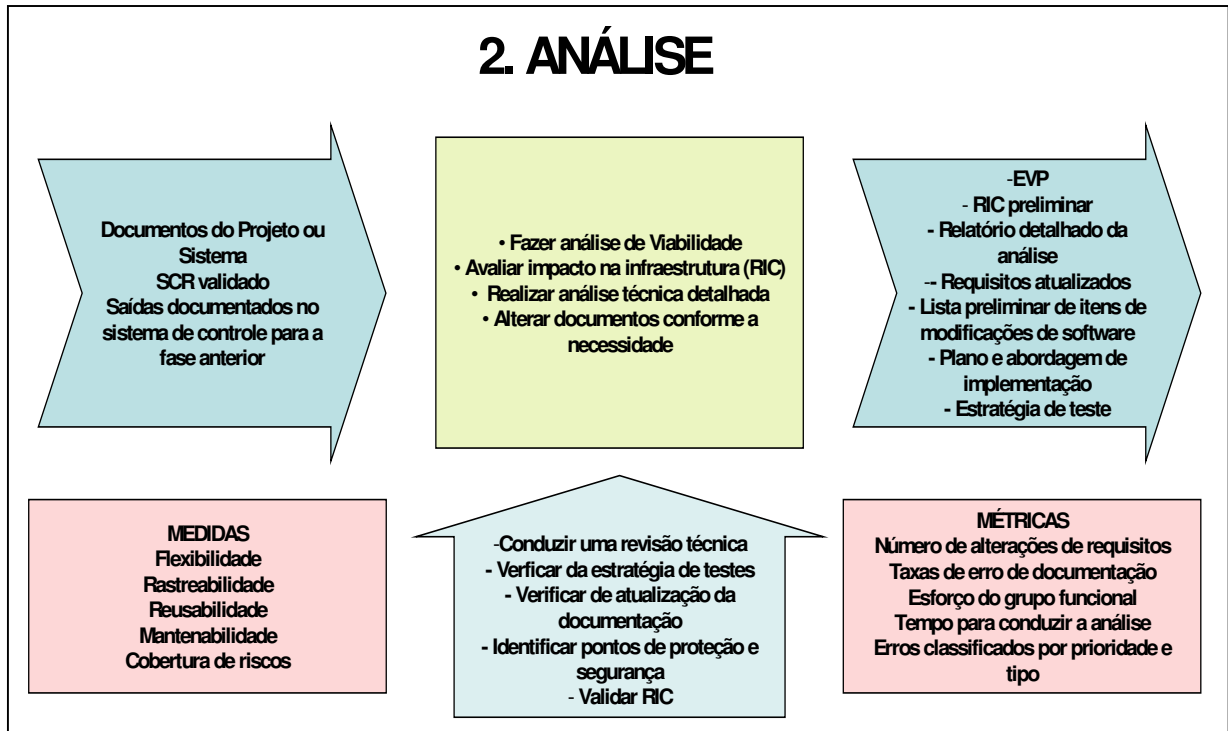 2. ANÁLISE
Documentos do Projeto ou
Sistema
SCR validado
Saídas documentados no
sistema de controle para a
fase anterior
• Fazer análise de Viabilidade
• Avaliar impacto na infraestrutura (RIC)
• Realizar análise técnica detalhada
• Alterar documentos conforme a
necessidade
-EVP
- RIC preliminar
- Relatório detalhado da
análise
-- Requisitos atualizados
- Lista preliminar de itens de
modificações de software
- Plano e abordagem de
implementação
- Estratégia de teste
MEDIDAS
Flexibilidade
Rastreabilidade
Reusabilidade
Mantenabilidade
Cobertura de riscos
-Conduzir uma revisão técnica
- Verficar da estratégia de testes
- Verificar de atualização da
documentação
- Identificar pontos de proteção e
segurança
- Validar RIC
MÉTRICAS
Número de alterações de requisitos
Taxas de erro de documentação
Esforço do grupo funcional
Tempo para conduzir a análise
Erros classificados por prioridade e
tipo